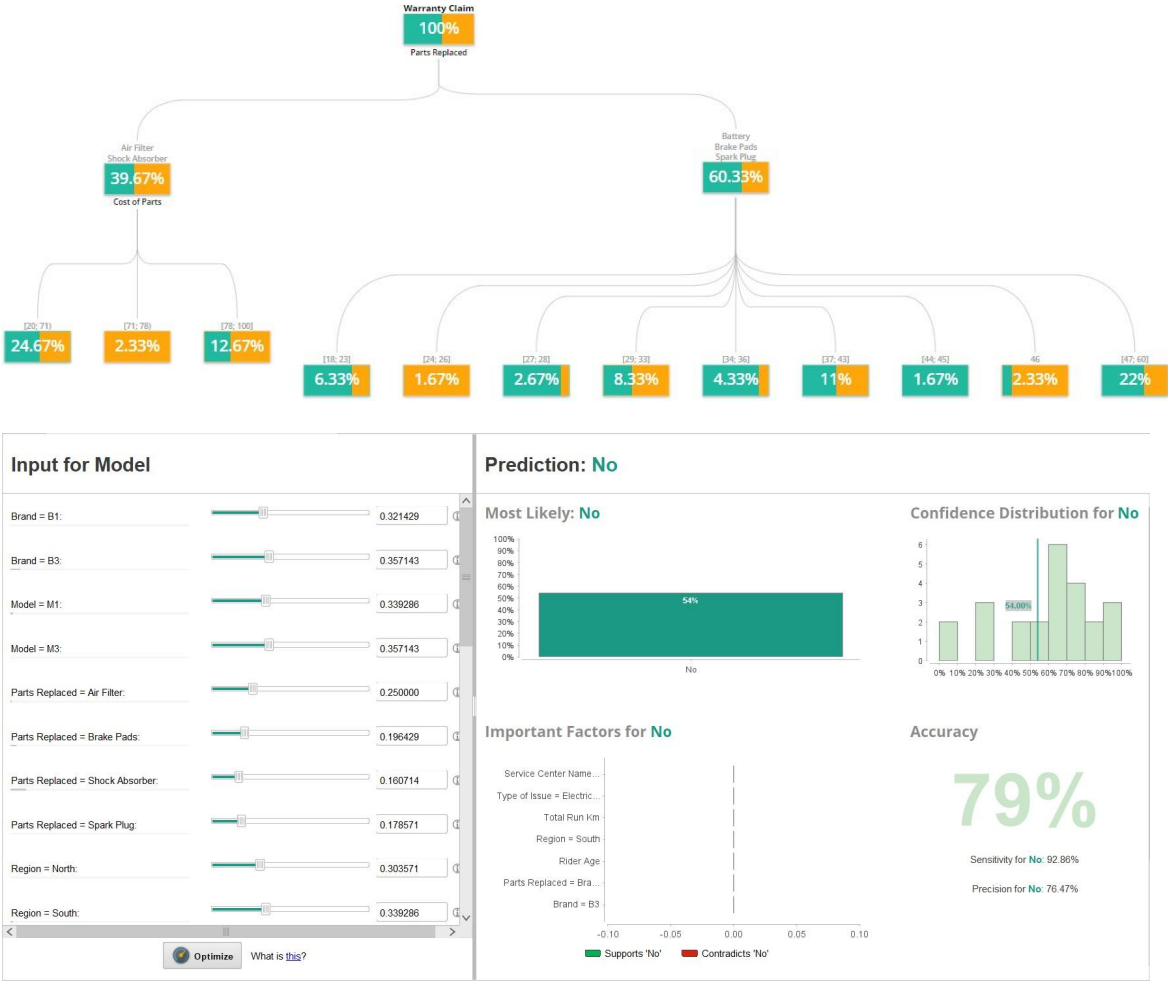 Warranty Claim
100%
Parts Replaced
Air Filter
Shock Absorber
39.67%
Cost of Parts
Battery
Brake Pads
Spark Plug
60.33%
[20; 71)
24.67%
[71; 78)
2.33%
[78; 100]
12.67%
[18; 23]
6.33%
[24; 26]
1.67%
[27; 28]
2.67%
[29; 33]
8.33%
[34; 36]
4.33%
[37; 43]
11%
[44; 45]
1.67%
46
2.33%
[47; 60]
22%
Input for Model
Brand = B1: 0.321429
Brand = B3: 0.357143
Model = M1: 0.339286
Model = M3: 0.357143
Parts Replaced = Air Filter: 0.250000
Parts Replaced = Brake Pads: 0.196429
Parts Replaced = Shock Absorber: 0.160714
Parts Replaced = Spark Plug: 0.178571
Region = North: 0.303571
Region = South: 0.339286
Optimize What is this?
Prediction: No
Most Likely: No
100%
90%
80%
70%
60%
50%
40%
30%
20%
10%
0%
54%
No
Confidence Distribution for No
6
5
4
3
2
1
0
54.00%
0% 10% 20% 30% 40% 50% 60% 70% 80% 90% 100%
Important Factors for No
Service Center Name...
Type of Issue = Electric...
Total Run Km
Region = South
Rider Age
Parts Replaced = Bra...
Brand = B3
-0.10 -0.05 0.00 0.05 0.10
Supports 'No' Contradicts 'No'
Accuracy
79%
Sensitivity for No: 92.86%
Precision for No: 76.47%